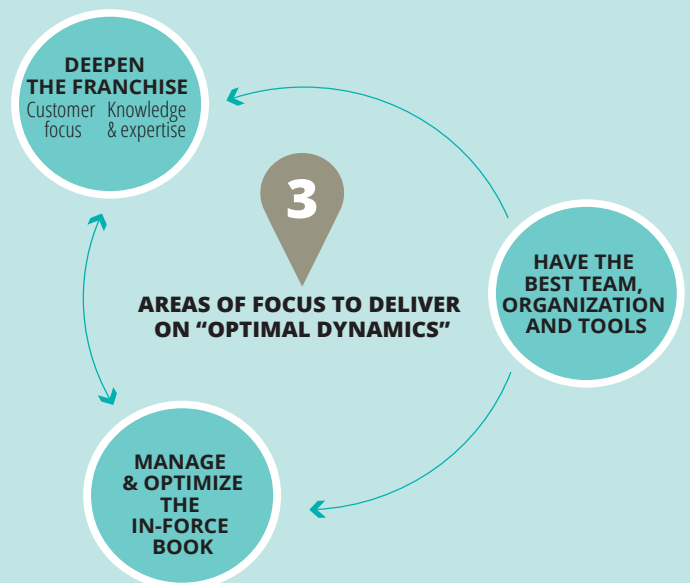 DEEPEN
THE FRANCHISE
Customer focus
Knowledge & expertise
3
AREAS OF FOCUS TO DELIVER
ON “OPTIMAL DYNAMICS”
HAVE THE
BEST TEAM,
ORGANIZATION
AND TOOLS
MANAGE
& OPTIMIZE
THE
IN-FORCE
BOOK